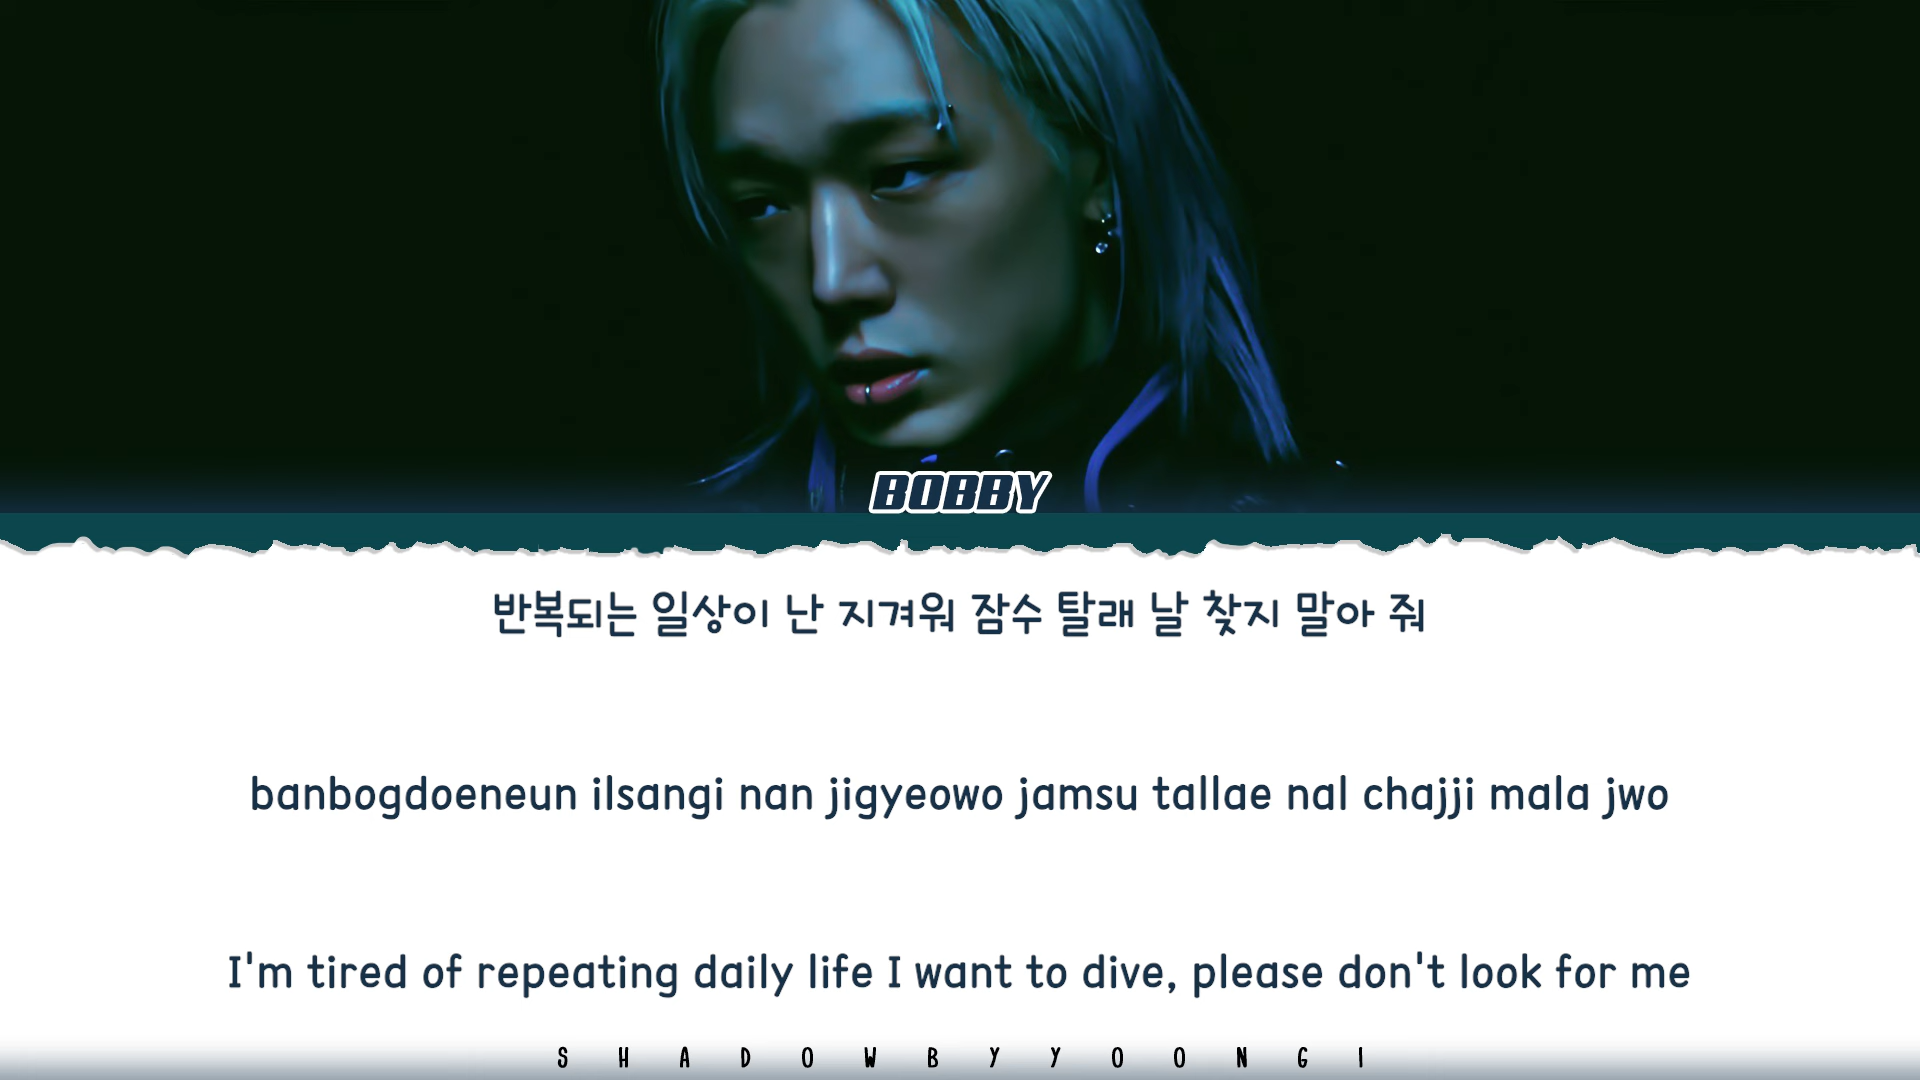 BOBBY
반복되는 일상이 난 지겨워 잠수 탈래 날 찾지 말아 줘
banbogdoeneun ilsangi nan jigyeowo jamsu tallae nal chajji mala jwo
I'm tired of repeating daily life I want to dive, please don't look for me
SHADOWBYYOONGI